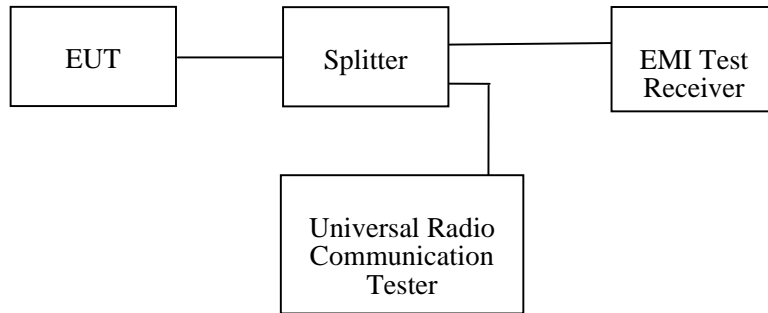 EUT
Splitter
EMI Test
Receiver
Universal Radio
Communication
Tester